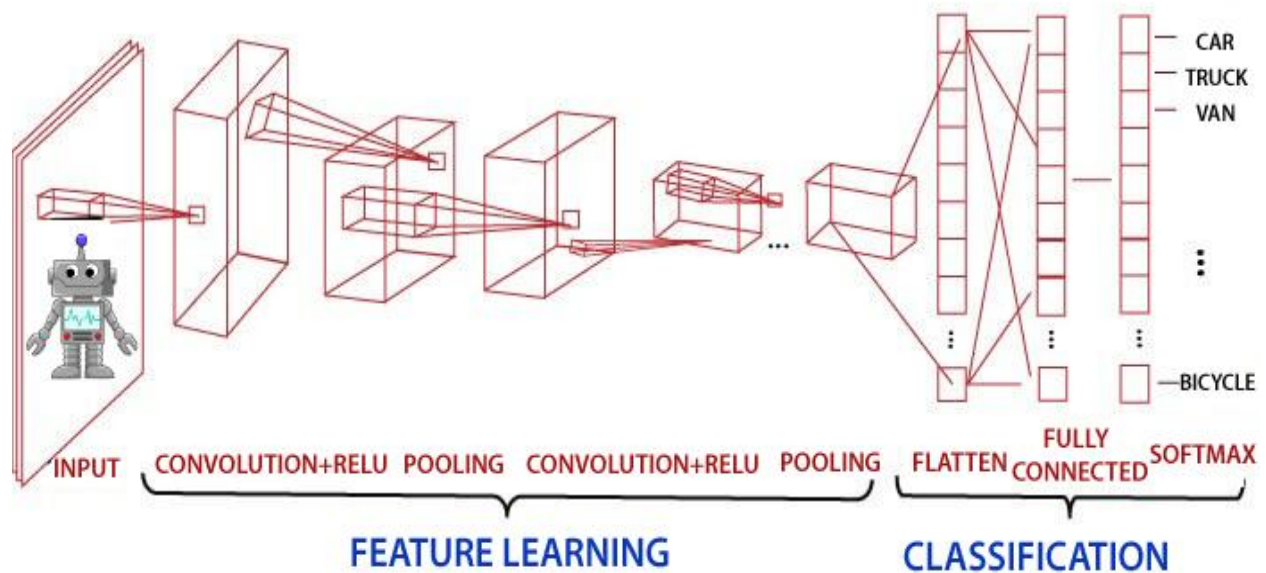 CAR
TRUCK
VAN
BICYCLE
INPUT
CONVOLUTION+RELU
POOLING
CONVOLUTION+RELU
POOLING
FLATTEN
FULLY
CONNECTED
SOFTMAX
FEATURE LEARNING
CLASSIFICATION